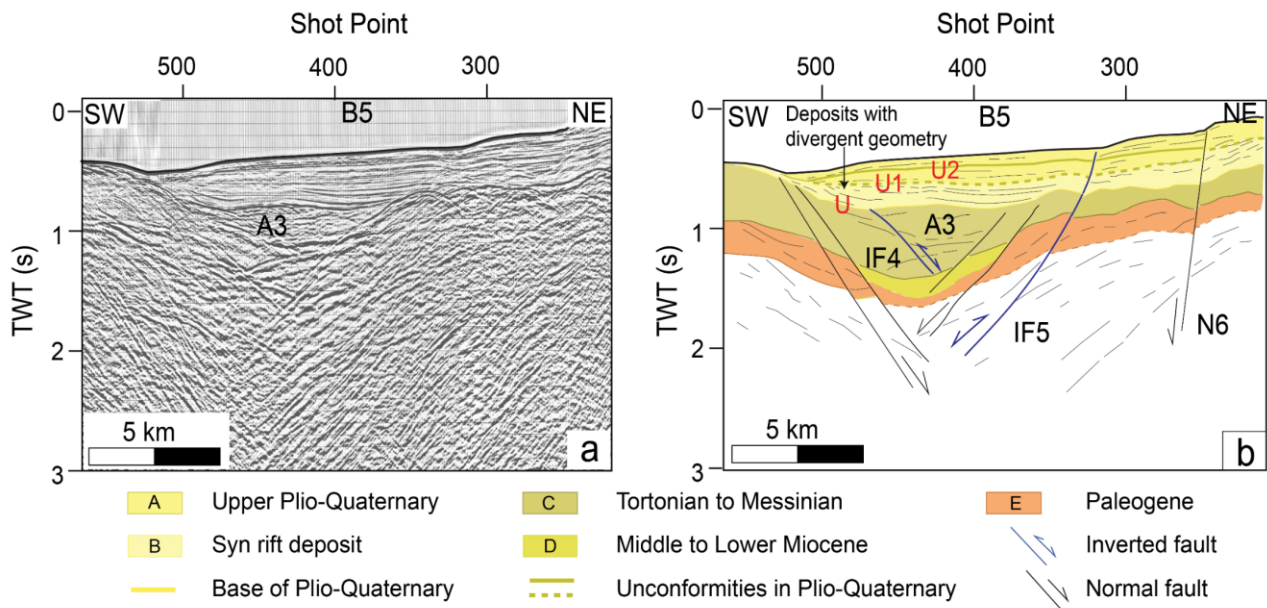 Shot Point
500 400 300
0
SW B5 NE
A3
1
TWT (s)
2
5 km
3
a
Shot Point
500 400 300
0
SW Deposits with B5 NE
divergent geometry
U2
U1
U
A3
1
IF4
TWT (s)
IF5
N6
2
5 km
3
b
A Upper Plio-Quaternary C Tortonian to Messinian E Paleogene
B Syn rift deposit D Middle to Lower Miocene Inverted fault
Base of Plio-Quaternary Unconformities in Plio-Quaternary Normal fault